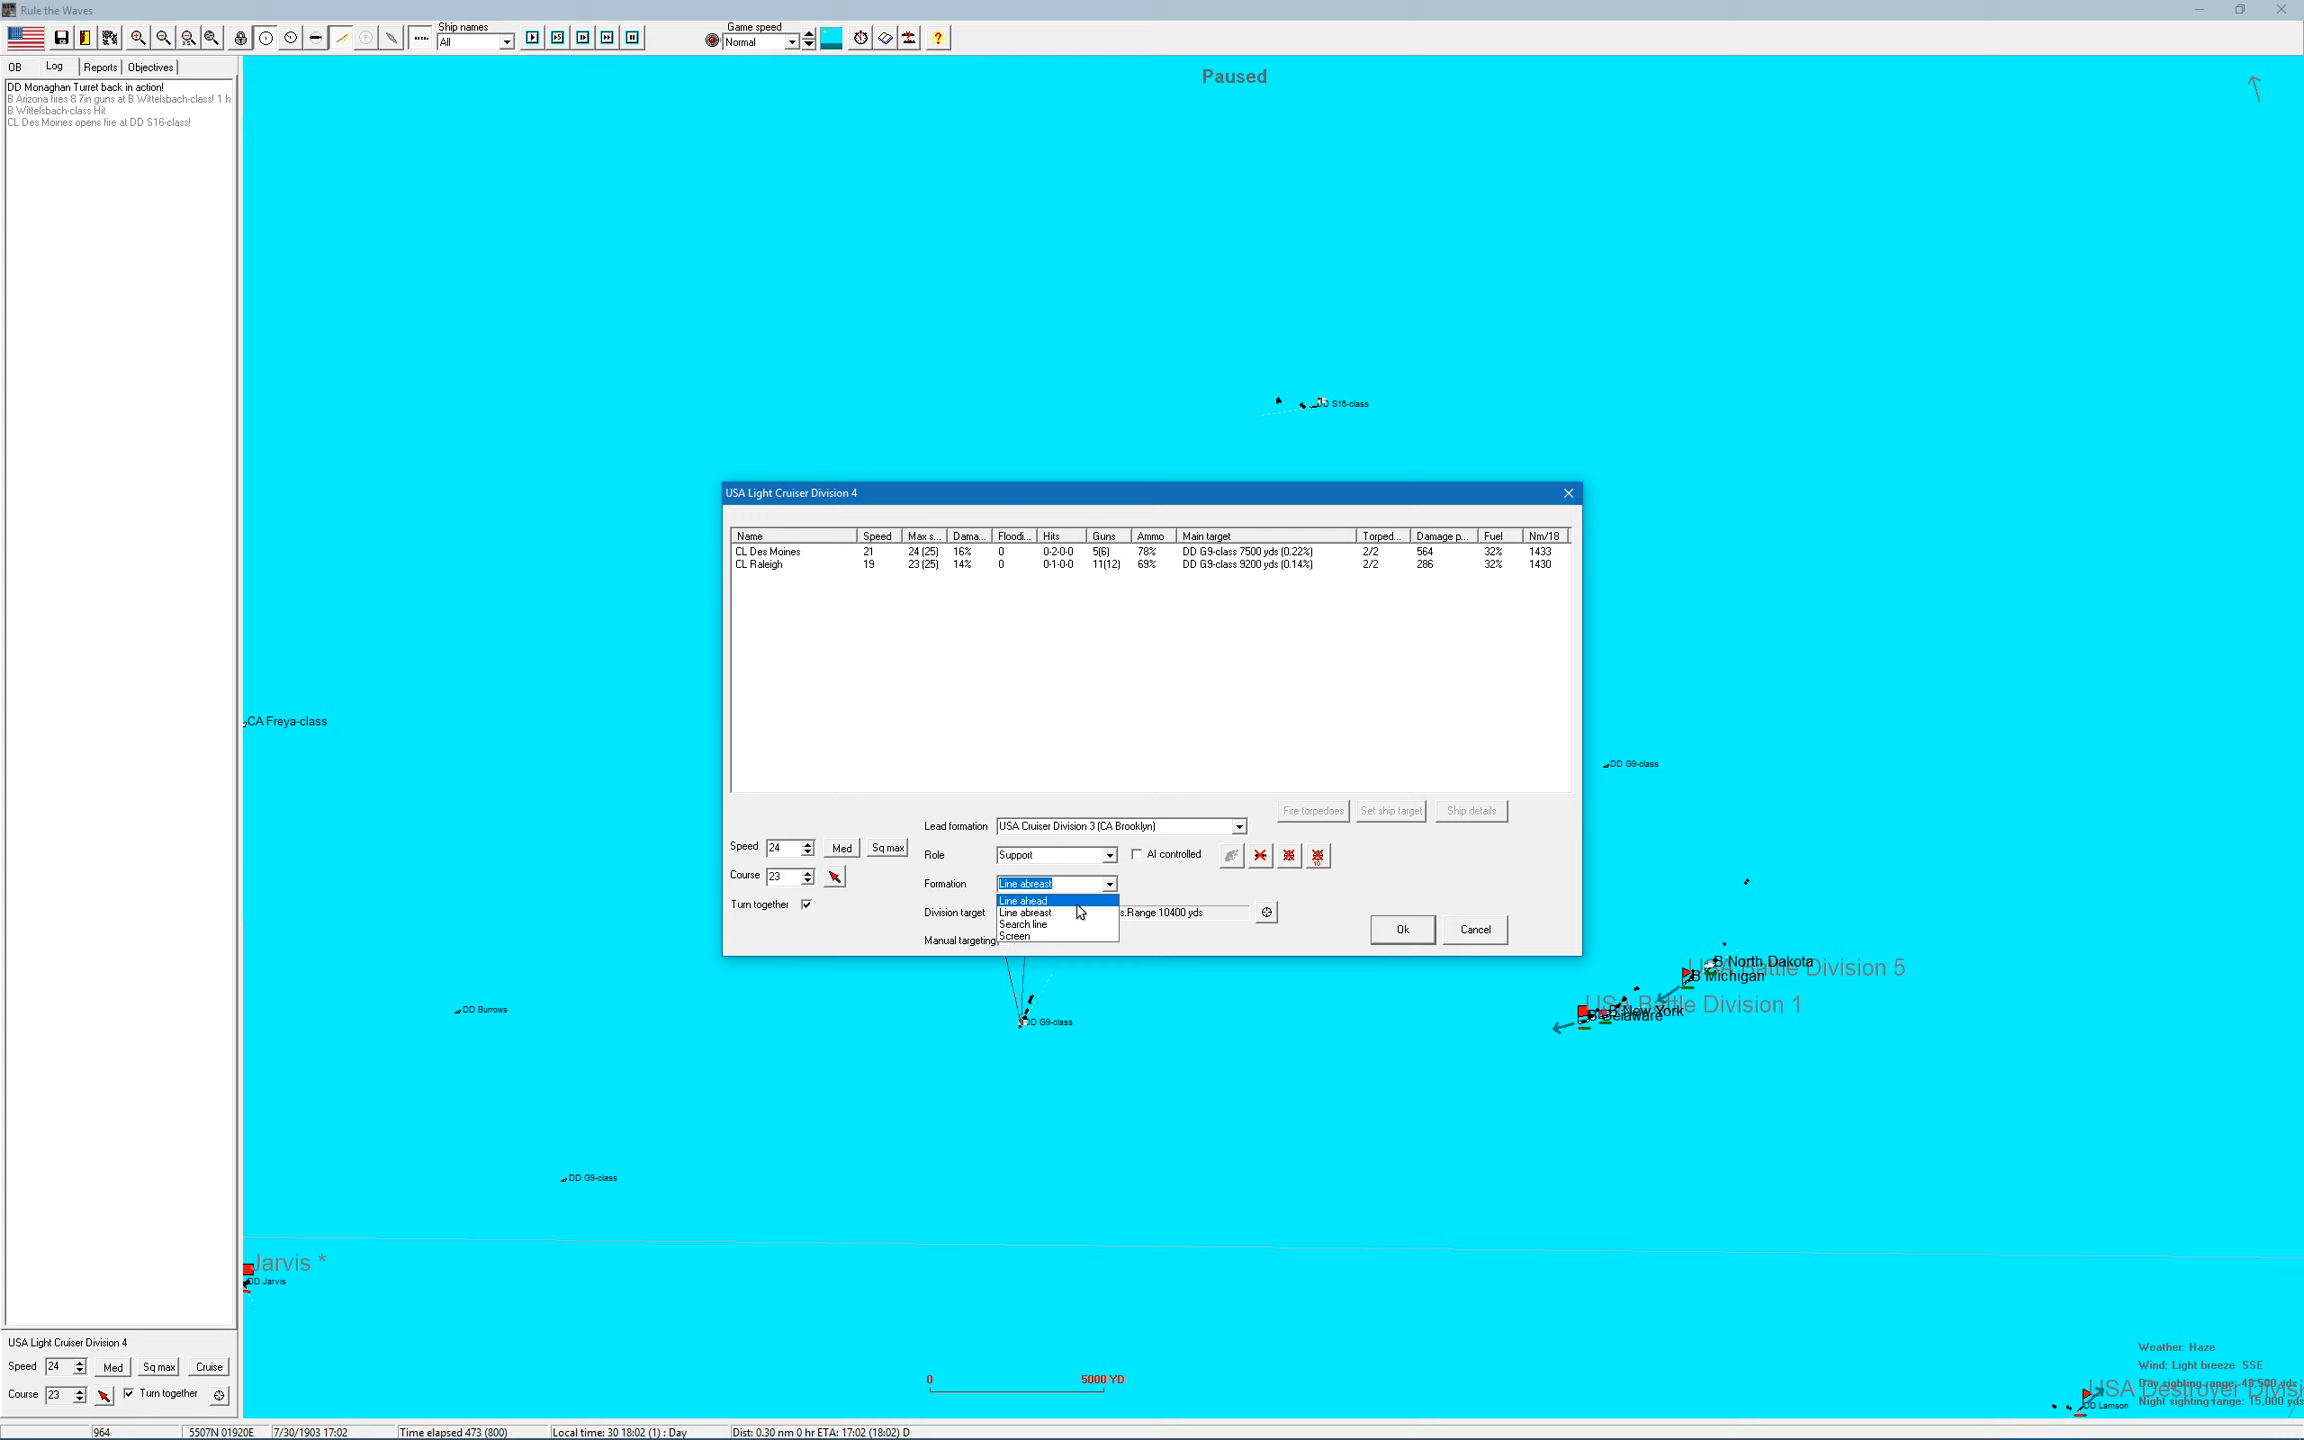 Rule the Waves
Ship names
All
Game speed
Normal
OB Log Reports Objectives
Paused
DD Monaghan Turret back in action!
B Arizona fires 8 7in guns at B Wittelsbach-class! 1 h
B Wittelsbach-class Hit
CL Des Moines opens fire at DD S16-class!
DD S16-class
USA Light Cruiser Division 4
Name Speed Max s... Dama... Floodi... Hits Guns Ammo Main target Torped... Damage p... Fuel Nm/18
CL Des Moines 21 24 (25) 16% 0 0-2-0-0 5(6) 78% DD G9-class 7500 yds (0.22%) 2/2 564 32% 1433
CL Raleigh 19 23 (25) 14% 0 0-1-0-0 11(12) 69% DD G9-class 9200 yds (0.14%) 2/2 286 32% 1430
CA Freya-class
DD G9-class
Fire torpedoes Set ship target Ship details
Lead formation USA Cruiser Division 3 (CA Brooklyn)
Speed 24 Med Sq max
Role Support AI controlled
10
Course 23
Formation Line abreast
Turn together
Line ahead
Line abreast
Search line
Screen
Division target s.Range 10400 yds
Manual targeting
Ok Cancel
B North Dakota
USA Battle Division 5
B Michigan
USA Battle Division 1
B New York
B Delaware
DD Burrows
DD G9-class
DD G9-class
Jarvis *
DD Jarvis
0 5000 YD
Weather: Haze
Wind: Light breeze SSE
Day sighting range: 43,500 yds
USA Destroyer Divisi
Night sighting range: 15,000 yds
DD Lamson
USA Light Cruiser Division 4
Speed 24 Med Sq max Cruise
Course 23 Turn together
964 5507N 01920E 7/30/1903 17:02 Time elapsed 473 (800) Local time: 30 18:02 (1) : Day Dist: 0.30 nm 0 hr ETA: 17:02 (18:02) D